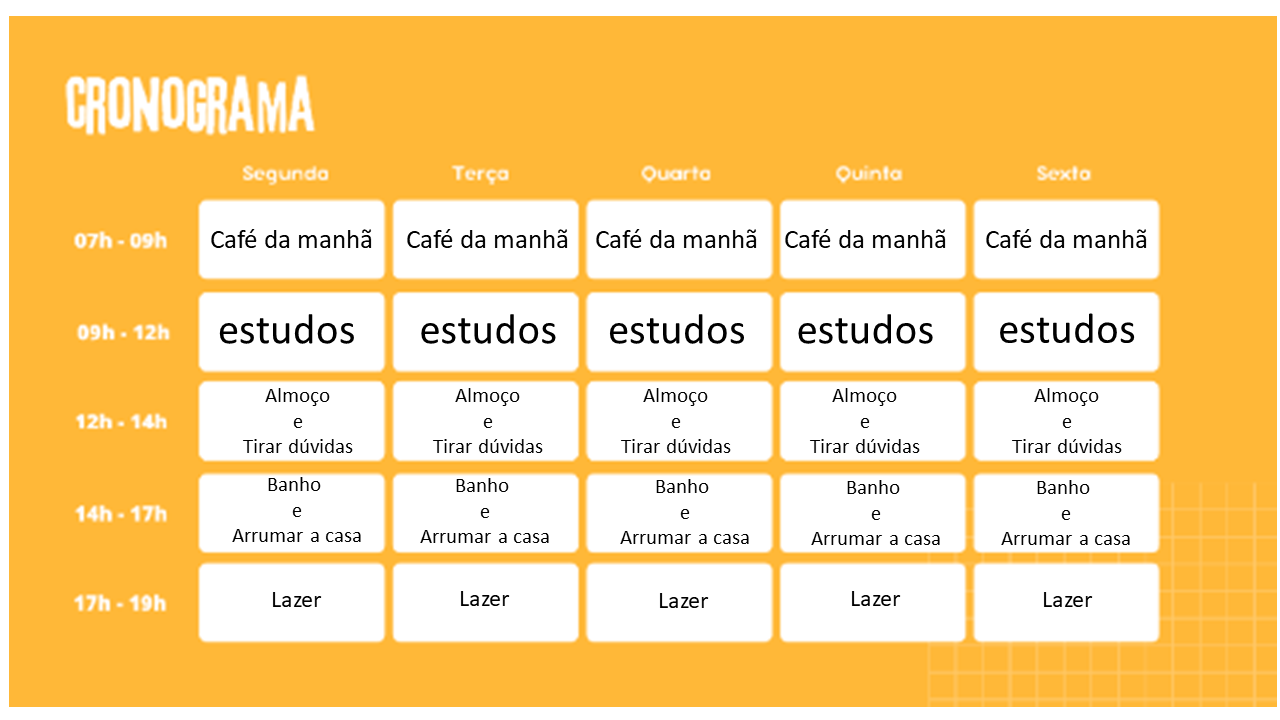 CRONOGRAMA
Segunda Terça Quarta Quinta Sexta
07h - 09h Café da manhã Café da manhã Café da manhã Café da manhã Café da manhã
09h - 12h estudos estudos estudos estudos estudos
Almoço Almoço Almoço Almoço Almoço
12h - 14h e e e e e
Tirar dúvidas Tirar dúvidas Tirar dúvidas Tirar dúvidas Tirar dúvidas
Banho Banho Banho Banho Banho
14h - 17h e e e e e
Arrumar a casa Arrumar a casa Arrumar a casa Arrumar a casa Arrumar a casa
17h - 19h Lazer Lazer Lazer Lazer Lazer